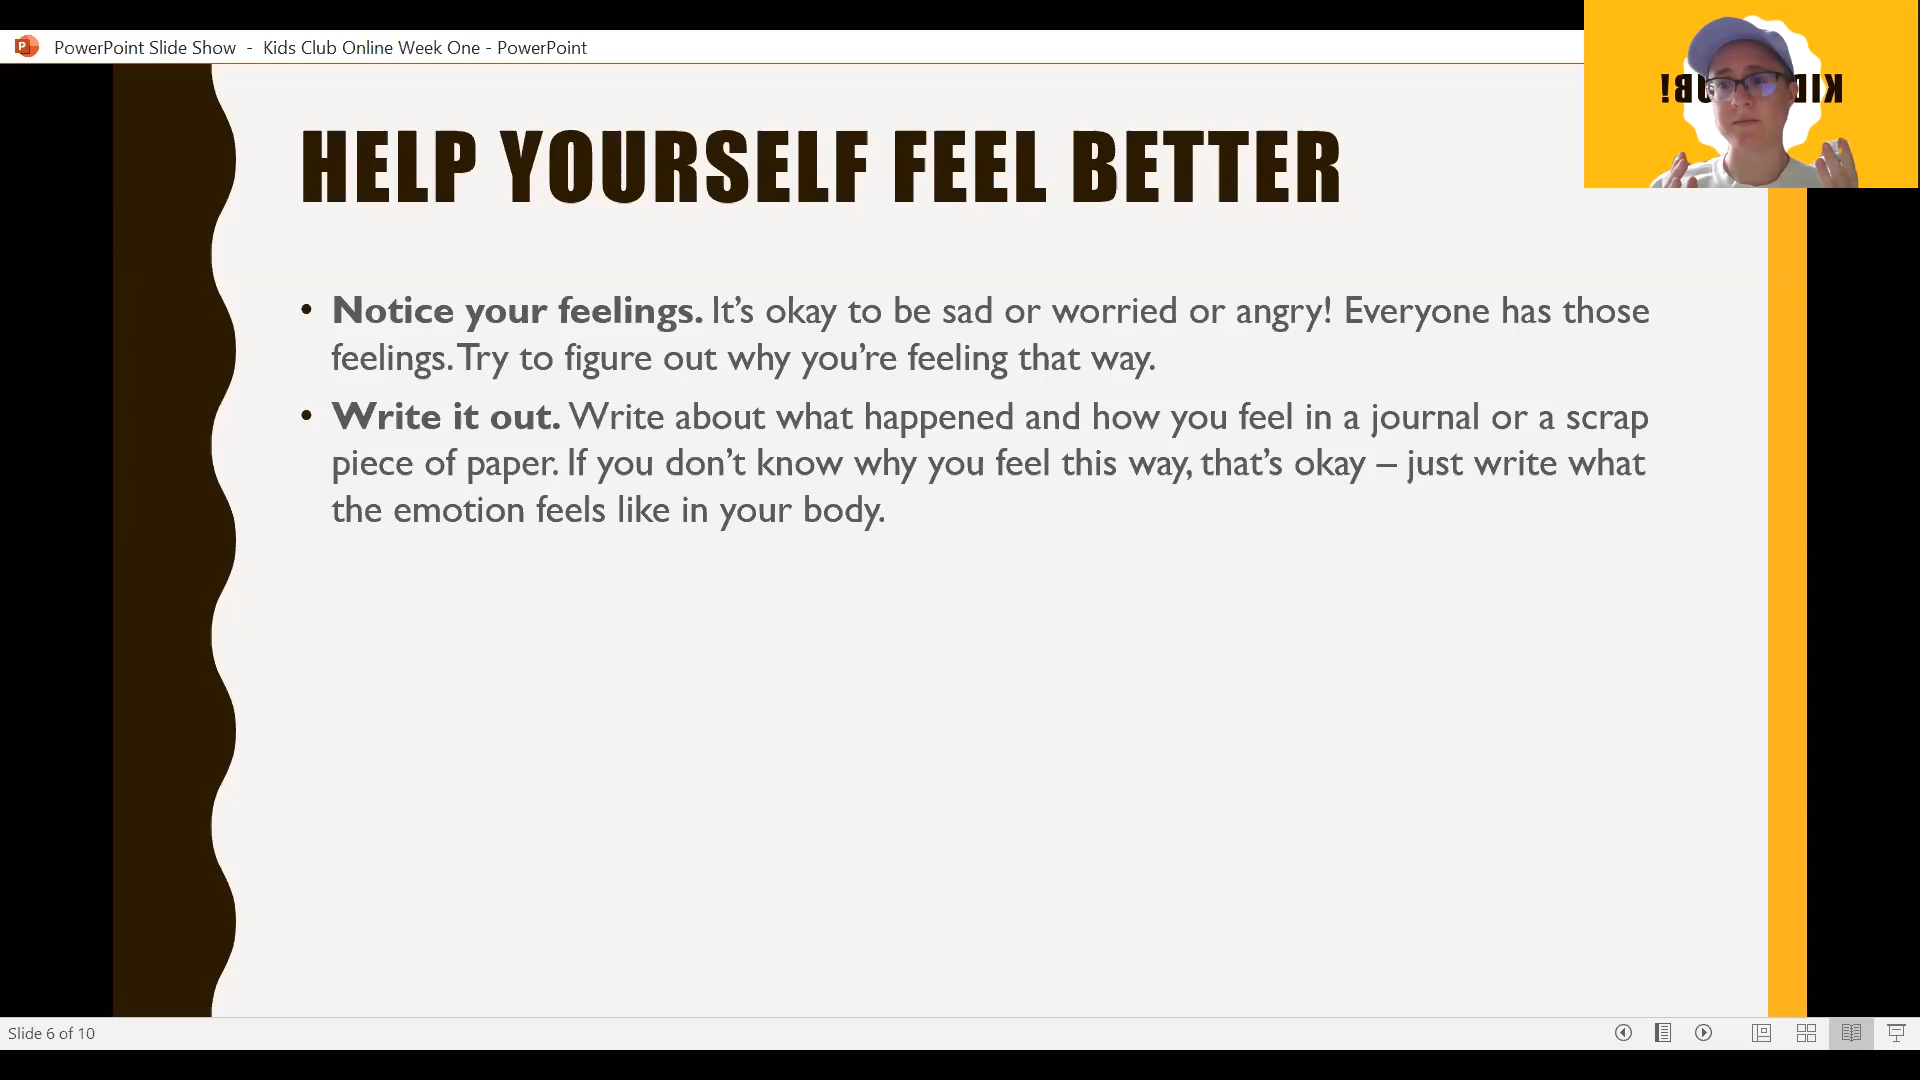 PowerPoint Slide Show - Kids Club Online Week One - PowerPoint
HELP YOURSELF FEEL BETTER
• Notice your feelings. It's okay to be sad or worried or angry! Everyone has those
feelings. Try to figure out why you're feeling that way.
• Write it out. Write about what happened and how you feel in a journal or a scrap
piece of paper. If you don't know why you feel this way, that's okay – just write what
the emotion feels like in your body.
Slide 6 of 10